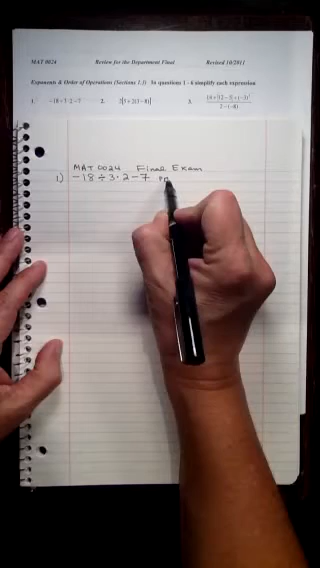 MAT 0024 Review for the Department Final Revised 10/2011
Exponents & Order of Operations (Sections 1.1) In questions 1 - 6 simplify each expression
1. -18 ÷ 3 · 2 - 7 2. 3.
MAT 0024 Final Exam
1) -18 ÷ 3 · 2 - 7